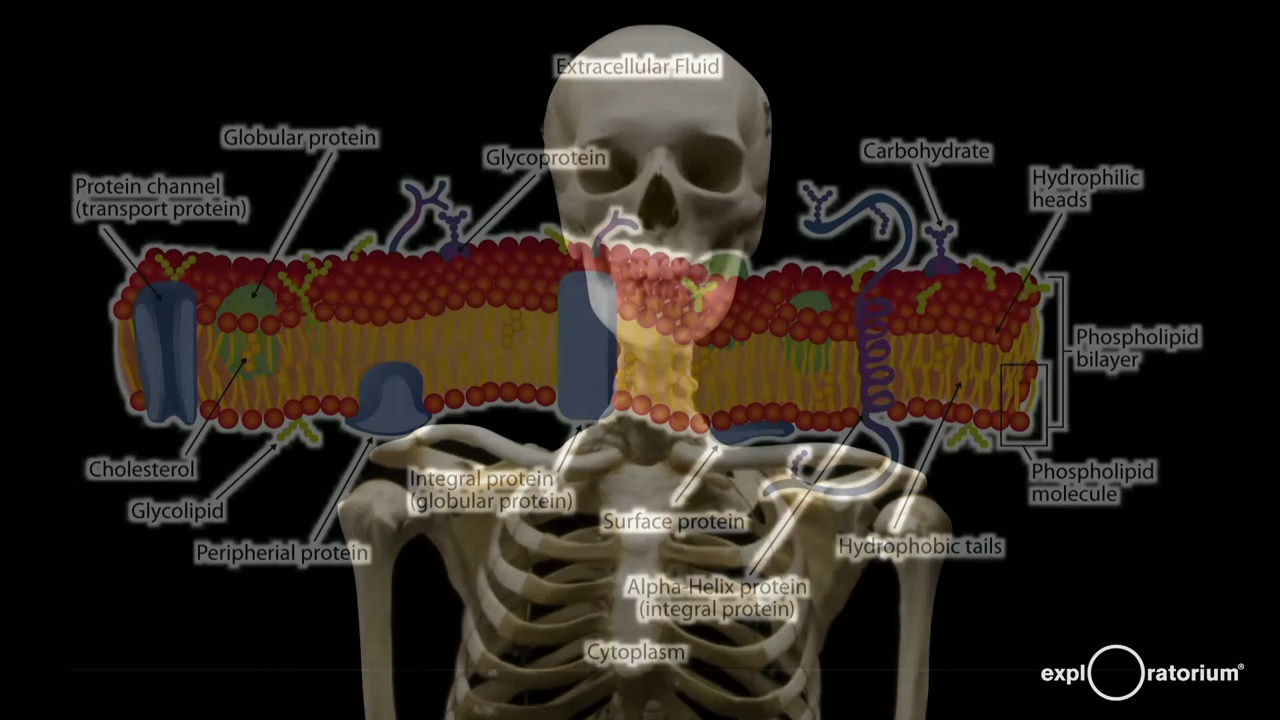 Extracellular Fluid
Globular protein
Glycoprotein
Carbohydrate
Protein channel
(transport protein)
Hydrophilic
heads
Phospholipid
bilayer
Cholesterol
Glycolipid
Peripherial protein
Integral protein
(globular protein)
Surface protein
Alpha-Helix protein
(integral protein)
Hydrophobic tails
Phospholipid
molecule
Cytoplasm
explOratorium®